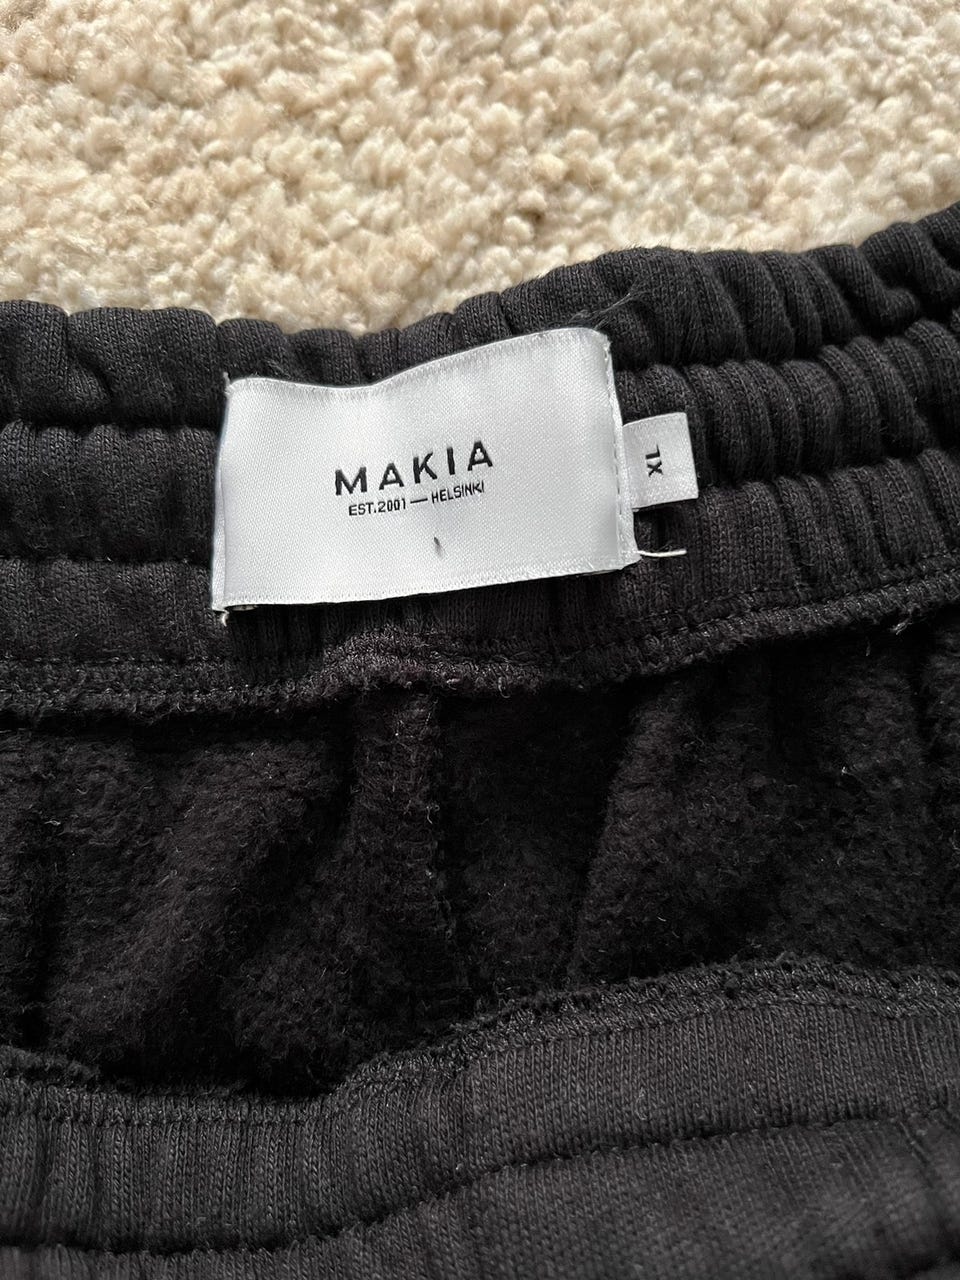 MAKIA
EST.2001 — HELSINKI
XL